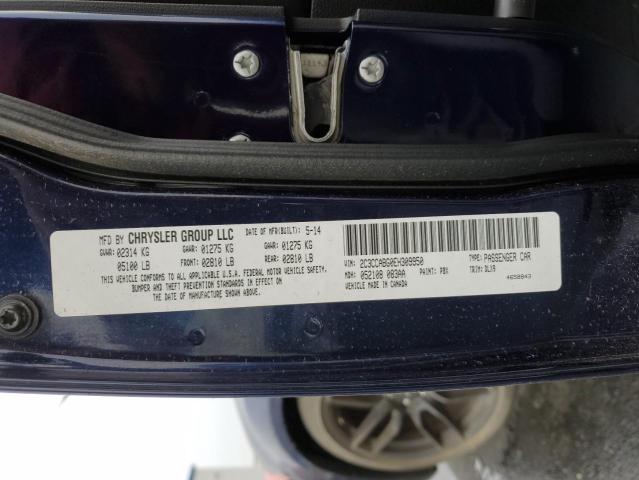 MFD BY CHRYSLER GROUP LLC DATE OF MFR(BUILT): 5-14
GVWR: 02314 KG GAWR: 01275 KG GAWR: 01275 KG
05100 LB FRONT: 02810 LB REAR: 02810 LB
THIS VEHICLE CONFORMS TO ALL APPLICABLE U.S.A. FEDERAL MOTOR VEHICLE SAFETY,
BUMPER AND THEFT PREVENTION STANDARDS IN EFFECT ON
THE DATE OF MANUFACTURE SHOWN ABOVE.
VIN: 2C3CCABG0EH309850 TYPE: PASSENGER CAR
MDH: 052108 083AA PAINT: PBX TRIM: DLX9
VEHICLE MADE IN CANADA 4658843